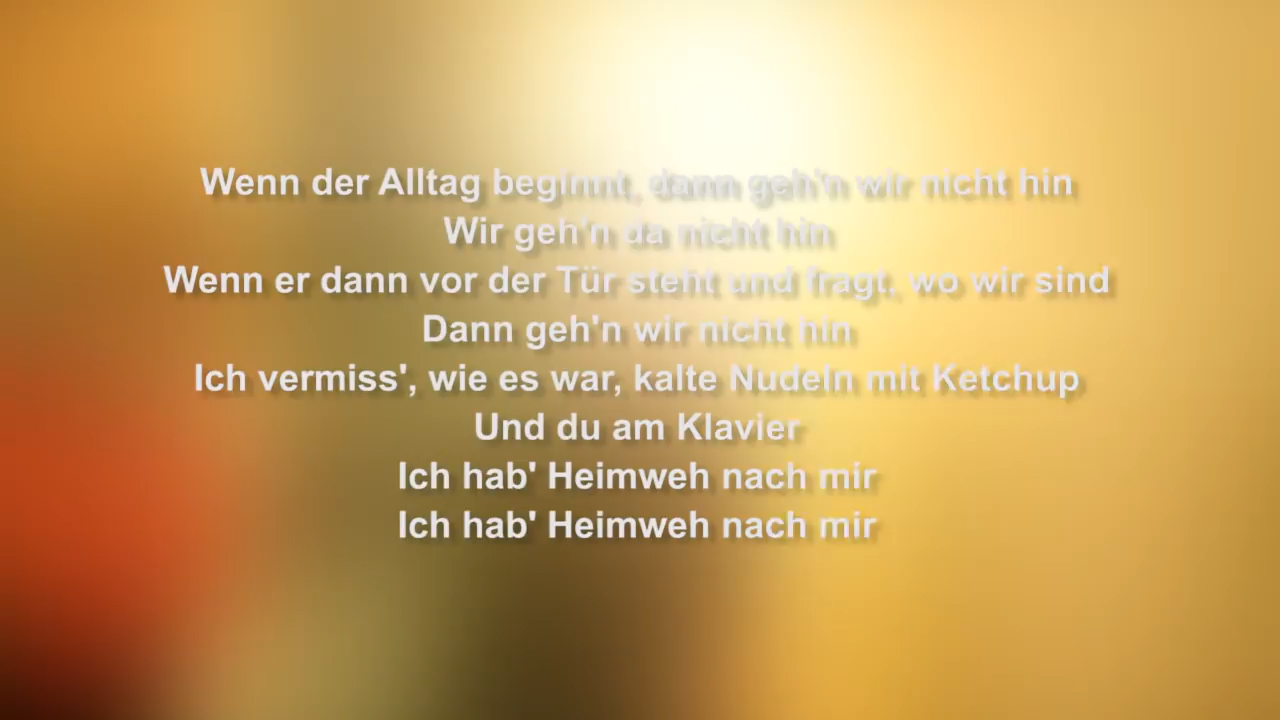 Wenn der Alltag beginnt, dann geh'n wir nicht hin
Wir geh'n da nicht hin
Wenn er dann vor der Tür steht und fragt, wo wir sind
Dann geh'n wir nicht hin
Ich vermiss', wie es war, kalte Nudeln mit Ketchup
Und du am Klavier
Ich hab' Heimweh nach mir
Ich hab' Heimweh nach mir